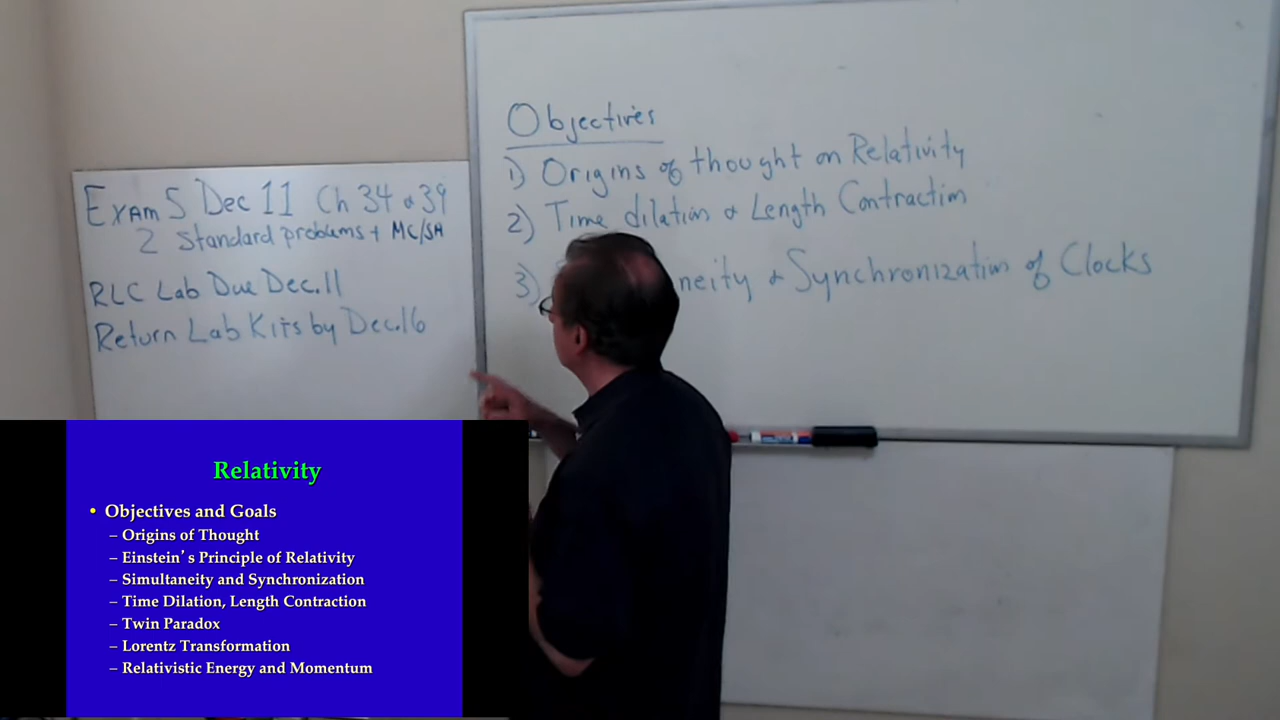 Exam 5 Dec 11 Ch 34 & 39
2 Standard problems + MC/SA
RLC Lab Due Dec. 11
Return Lab Kits by Dec. 16
Objectives
1) Origins of thought on Relativity
2) Time dilation & Length Contraction
3) neity & Synchronization of Clocks
Relativity
• Objectives and Goals
– Origins of Thought
– Einstein's Principle of Relativity
– Simultaneity and Synchronization
– Time Dilation, Length Contraction
– Twin Paradox
– Lorentz Transformation
– Relativistic Energy and Momentum